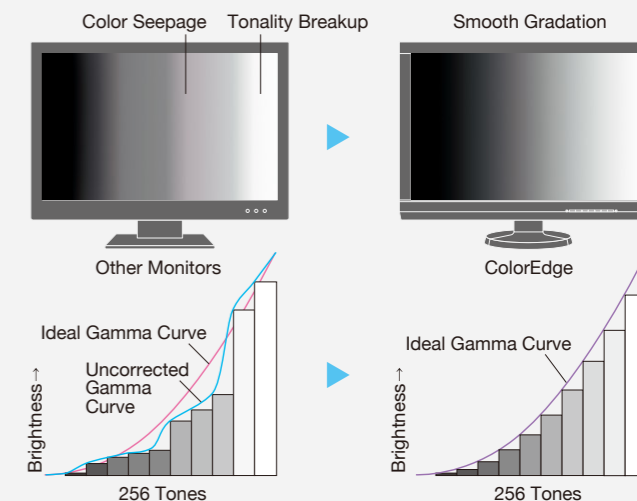 Color Seepage
Tonality Breakup
Smooth Gradation
Other Monitors
ColorEdge
Ideal Gamma Curve
Uncorrected
Gamma
Curve
Brightness→
256 Tones
Ideal Gamma Curve
Brightness→
256 Tones